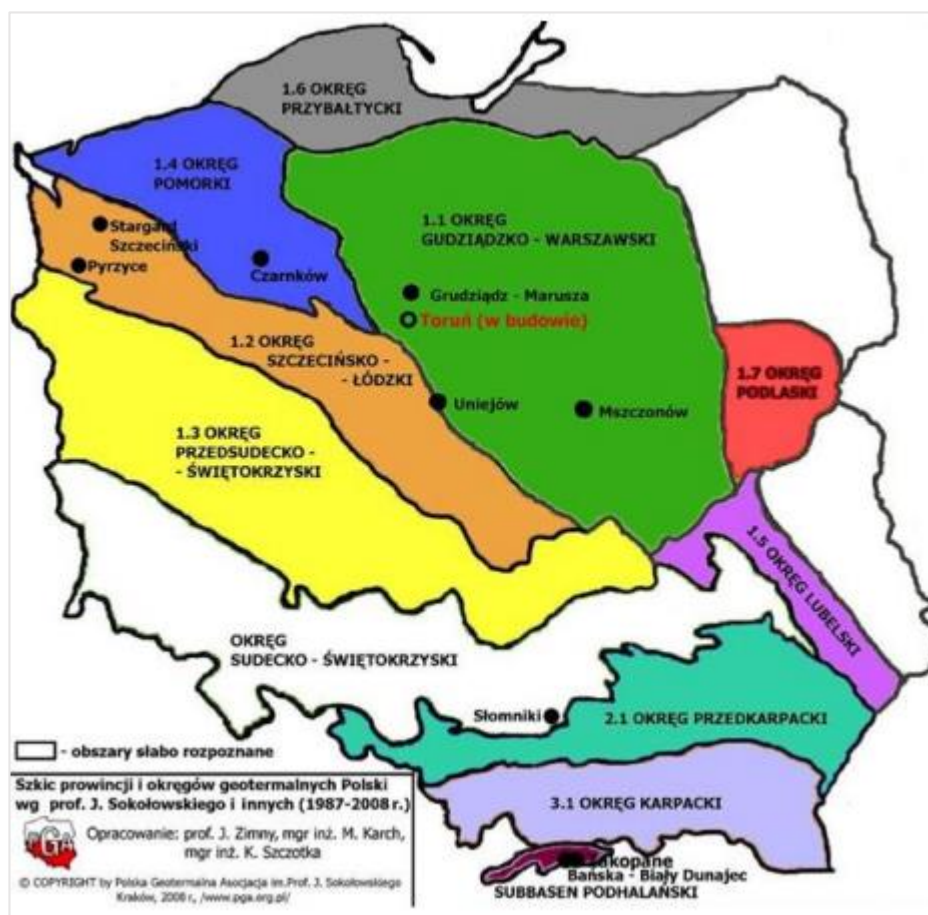 1.6 OKRĘG
PRZYBAŁTYCKI
1.4 OKRĘG
POMORKI
1.1 OKRĘG
GUDZIĄDZKO - WARSZAWSKI
Stargard
Szczeciński
Pyrzyce
Czarnków
Grudziądz - Marusza
Toruń (w budowie)
1.2 OKRĘG
SZCZECIŃSKO -
- ŁÓDZKI
1.7 OKRĘG
PODLASKI
Uniejów
Mszczonów
1.3 OKRĘG
PRZEDSUDECKO -
- ŚWIĘTOKRZYSKI
1.5 OKRĘG LUBELSKI
OKRĘG
SUDECKO - ŚWIĘTOKRZYSKI
Słomniki
2.1 OKRĘG PRZEDKARPACKI
- obszary słabo rozpoznane
3.1 OKRĘG KARPACKI
Zakopane
Bańska - Biały Dunajec
SUBBASEN PODHALAŃSKI
Szkic prowincji i okręgów geotermalnych Polski
wg prof. J. Sokołowskiego i innych (1987-2008 r.)
PGA
Opracowanie: prof. J. Zimny, mgr inż. M. Karch,
mgr inż. K. Szczotka
© COPYRIGHT by Polska Geotermalna Asocjacja im.Prof. J. Sokołowskiego
Kraków, 2008 r., /www.pga.org.pl/